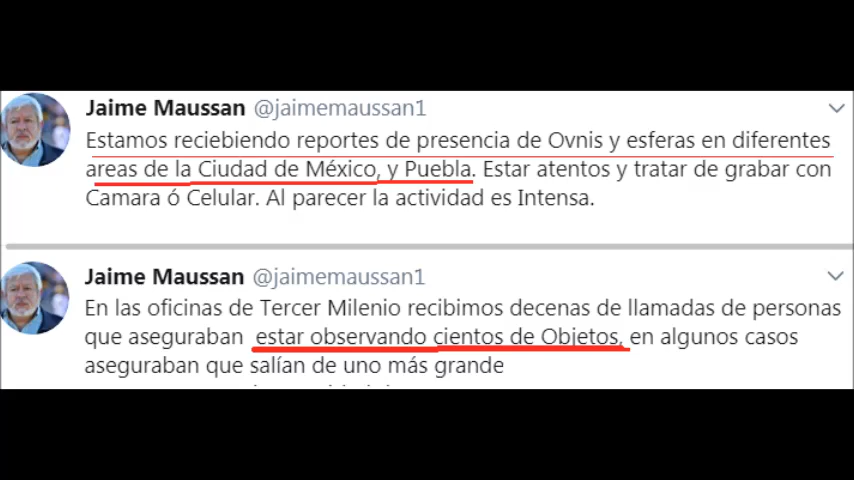 Jaime Maussan @jaimemaussan1
Estamos reciebiendo reportes de presencia de Ovnis y esferas en diferentes
areas de la Ciudad de México, y Puebla. Estar atentos y tratar de grabar con
Camara ó Celular. Al parecer la actividad es Intensa.
Jaime Maussan @jaimemaussan1
En las oficinas de Tercer Milenio recibimos decenas de llamadas de personas
que aseguraban estar observando cientos de Objetos, en algunos casos
aseguraban que salían de uno más grande